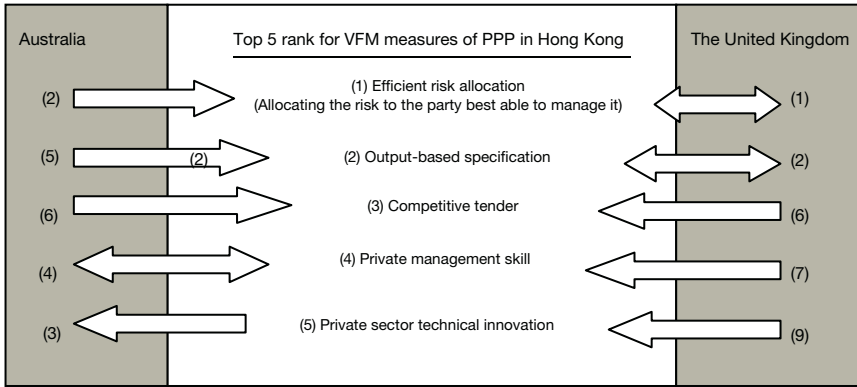 Australia
Top 5 rank for VFM measures of PPP in Hong Kong
The United Kingdom
(2)
(1) Efficient risk allocation
(Allocating the risk to the party best able to manage it)
(1)
(5)
(2)
(2) Output-based specification
(2)
(6)
(3) Competitive tender
(6)
(4)
(4) Private management skill
(7)
(3)
(5) Private sector technical innovation
(9)